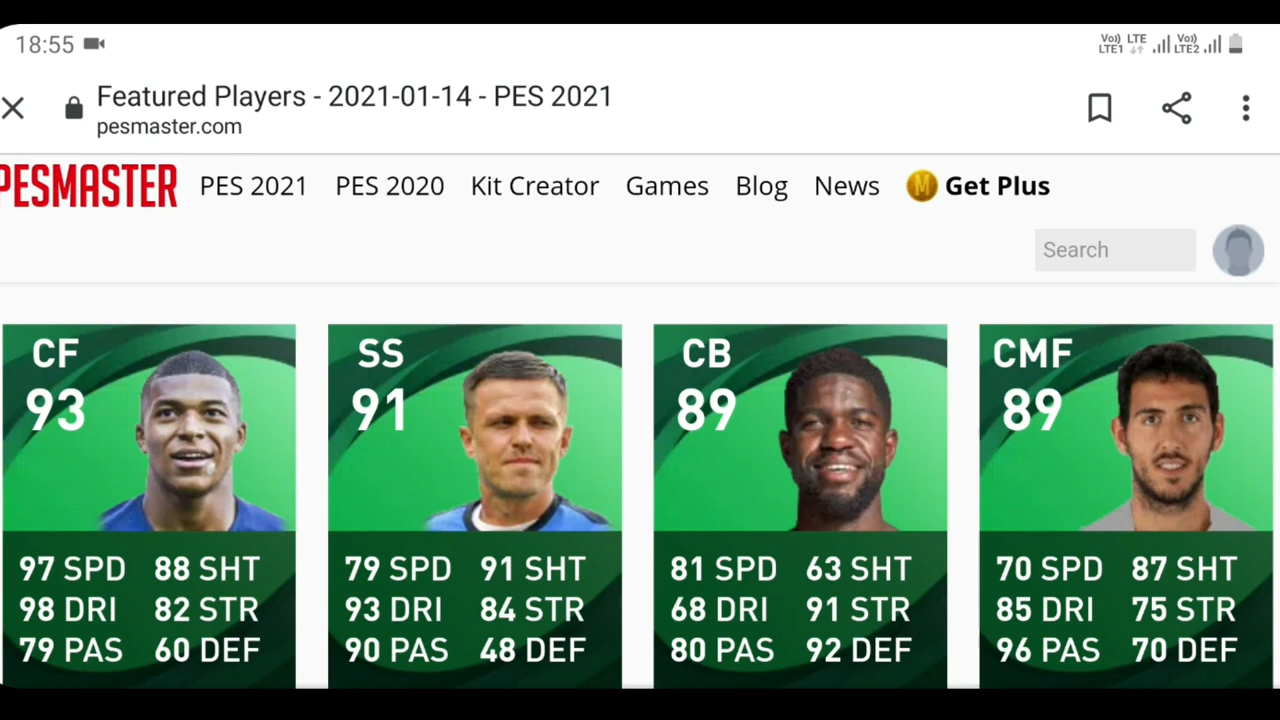 18:55
Vo)) LTE
LTE1
Vo))
LTE2
Featured Players - 2021-01-14 - PES 2021
pesmaster.com
PESMASTER PES 2021 PES 2020 Kit Creator Games Blog News M Get Plus
Search
CF
93
97 SPD 88 SHT
98 DRI 82 STR
79 PAS 60 DEF
SS
91
79 SPD 91 SHT
93 DRI 84 STR
90 PAS 48 DEF
CB
89
81 SPD 63 SHT
68 DRI 91 STR
80 PAS 92 DEF
CMF
89
70 SPD 87 SHT
85 DRI 75 STR
96 PAS 70 DEF